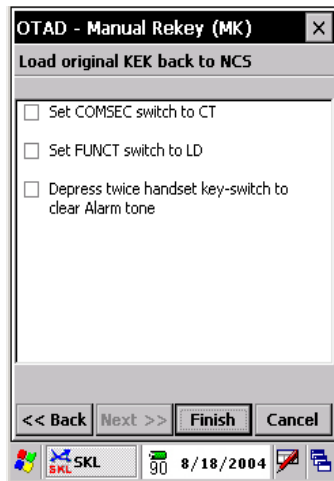 OTAD - Manual Rekey (MK)
Load original KEK back to NCS
Set COMSEC switch to CT
Set FUNCT switch to LD
Depress twice handset key-switch to
clear Alarm tone
<< Back Next >> Finish Cancel
SKL SKL 90 8/18/2004